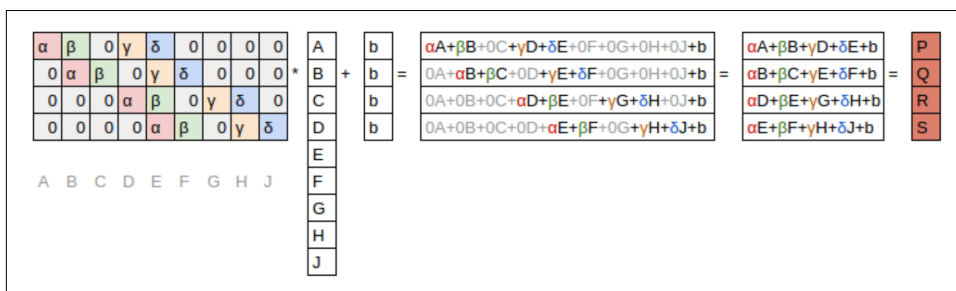 α β 0 γ δ 0 0 0 0 A b αA+βB+0C+γD+δE+0F+0G+0H+0J+b αA+βB+γD+δE+b P
0 α β 0 γ δ 0 0 0 * B + b = 0A+αB+βC+0D+γE+δF+0G+0H+0J+b = αB+βC+γE+δF+b = Q
0 0 0 α β 0 γ δ 0 C b 0A+0B+0C+αD+βE+0F+γG+δH+0J+b αD+βE+γG+δH+b R
0 0 0 0 α β 0 γ δ D b 0A+0B+0C+0D+αE+βF+0G+γH+δJ+b αE+βF+γH+δJ+b S
E
A B C D E F G H J F
G
H
J